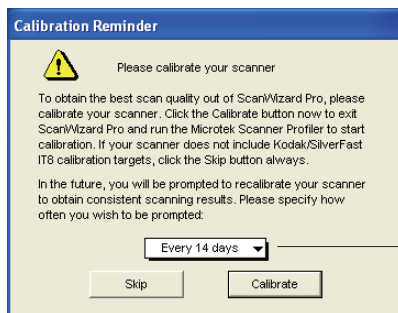 Calibration Reminder
Please calibrate your scanner
To obtain the best scan quality out of ScanWizard Pro, please
calibrate your scanner. Click the Calibrate button now to exit
ScanWizard Pro and run the Microtek Scanner Profiler to start
calibration. If your scanner does not include Kodak/SilverFast
IT8 calibration targets, click the Skip button always.
In the future, you will be prompted to recalibrate your scanner
to obtain consistent scanning results. Please specify how
often you wish to be prompted:
Every 14 days
Skip Calibrate